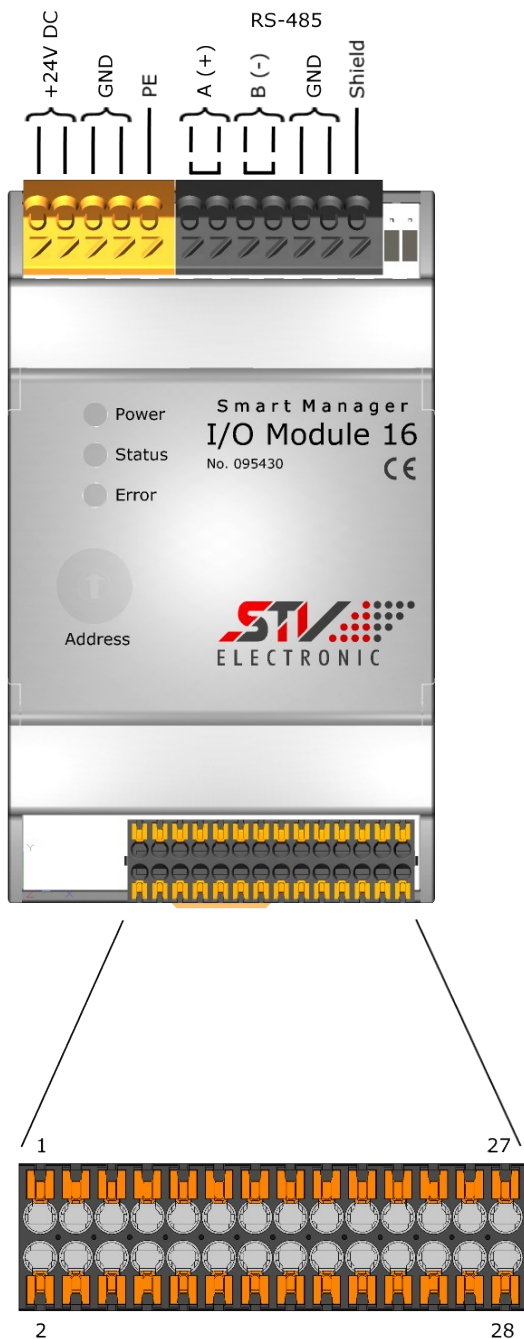 RS-485
+24V DC
GND
PE
A (+)
B (-)
GND
Shield
Power
Status
Error
Address
Smart Manager
I/O Module 16
No. 095430
CE
STV
ELECTRONIC
Y
Z
X
1
27
2
28